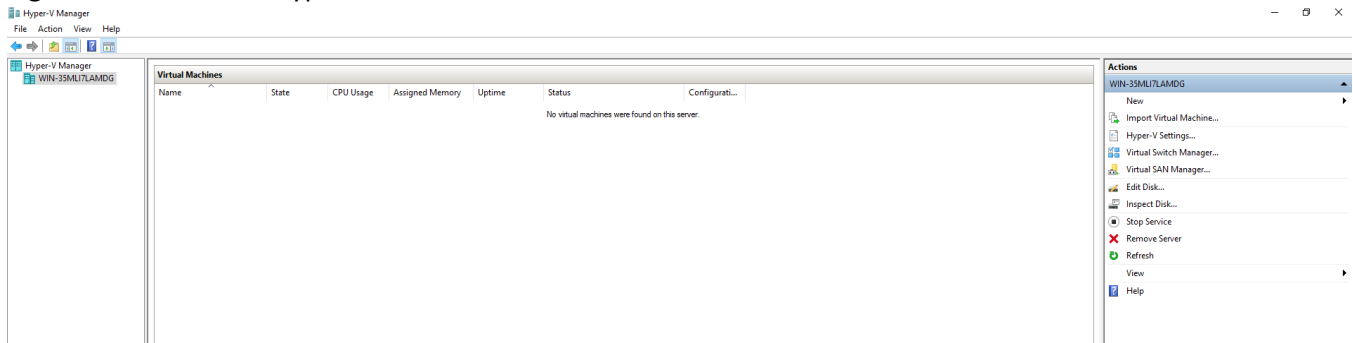 Hyper-V Manager
File Action View Help
Hyper-V Manager
WIN-35MLI7LAMDG
Virtual Machines
Name State CPU Usage Assigned Memory Uptime Status Configurati...
No virtual machines were found on this server.
Actions
WIN-35MLI7LAMDG
New
Import Virtual Machine...
Hyper-V Settings...
Virtual Switch Manager...
Virtual SAN Manager...
Edit Disk...
Inspect Disk...
Stop Service
Remove Server
Refresh
View
Help